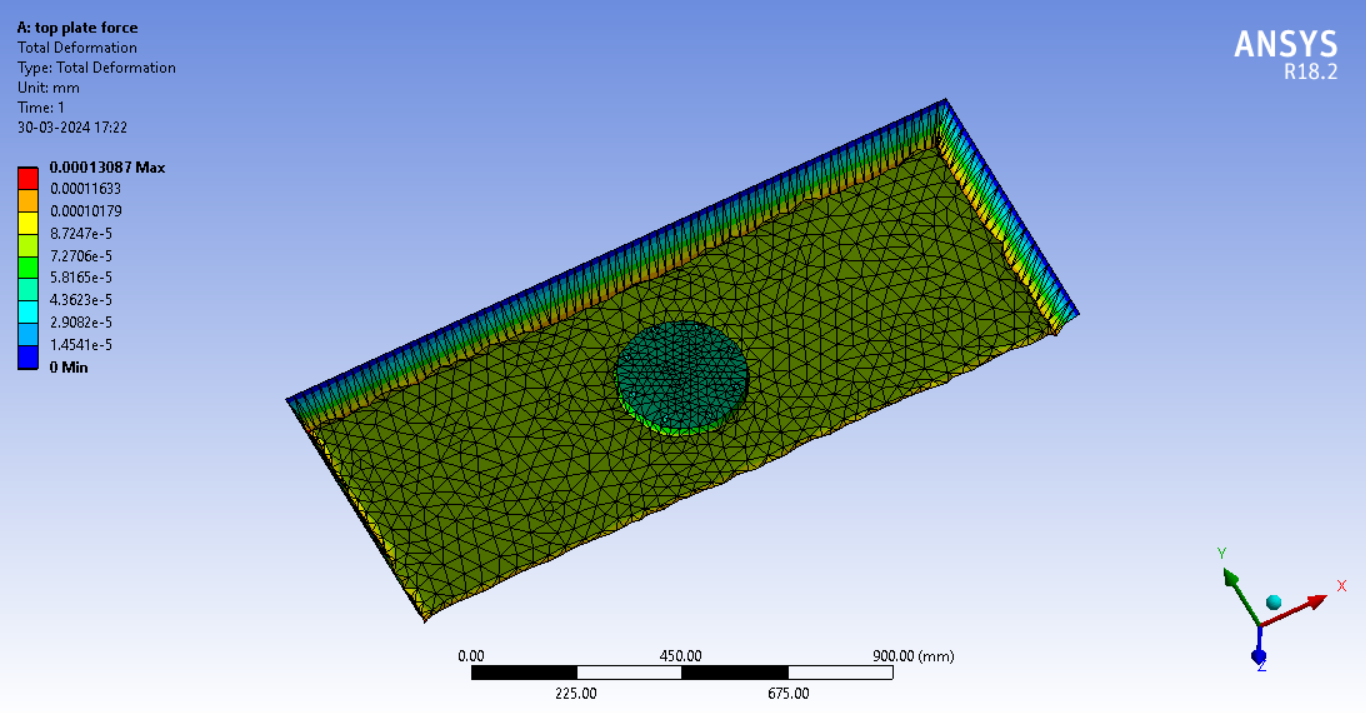 A: top plate force
Total Deformation
Type: Total Deformation
Unit: mm
Time: 1
30-03-2024 17:22
ANSYS
R18.2
0.00013087 Max
0.00011633
0.00010179
8.7247e-5
7.2706e-5
5.8165e-5
4.3623e-5
2.9082e-5
1.4541e-5
0 Min
Y
X
Z
0.00 450.00 900.00 (mm)
225.00 675.00